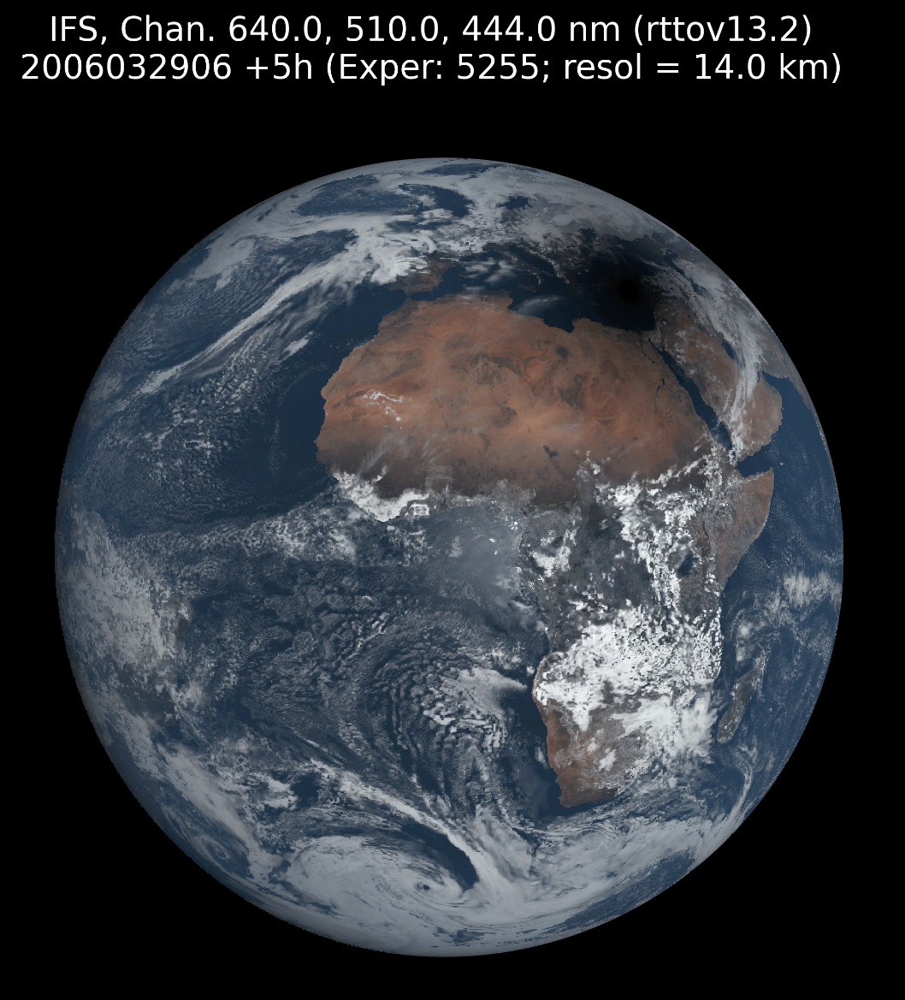 IFS, Chan. 640.0, 510.0, 444.0 nm (rttov13.2)
2006032906 +5h (Exper: 5255; resol = 14.0 km)